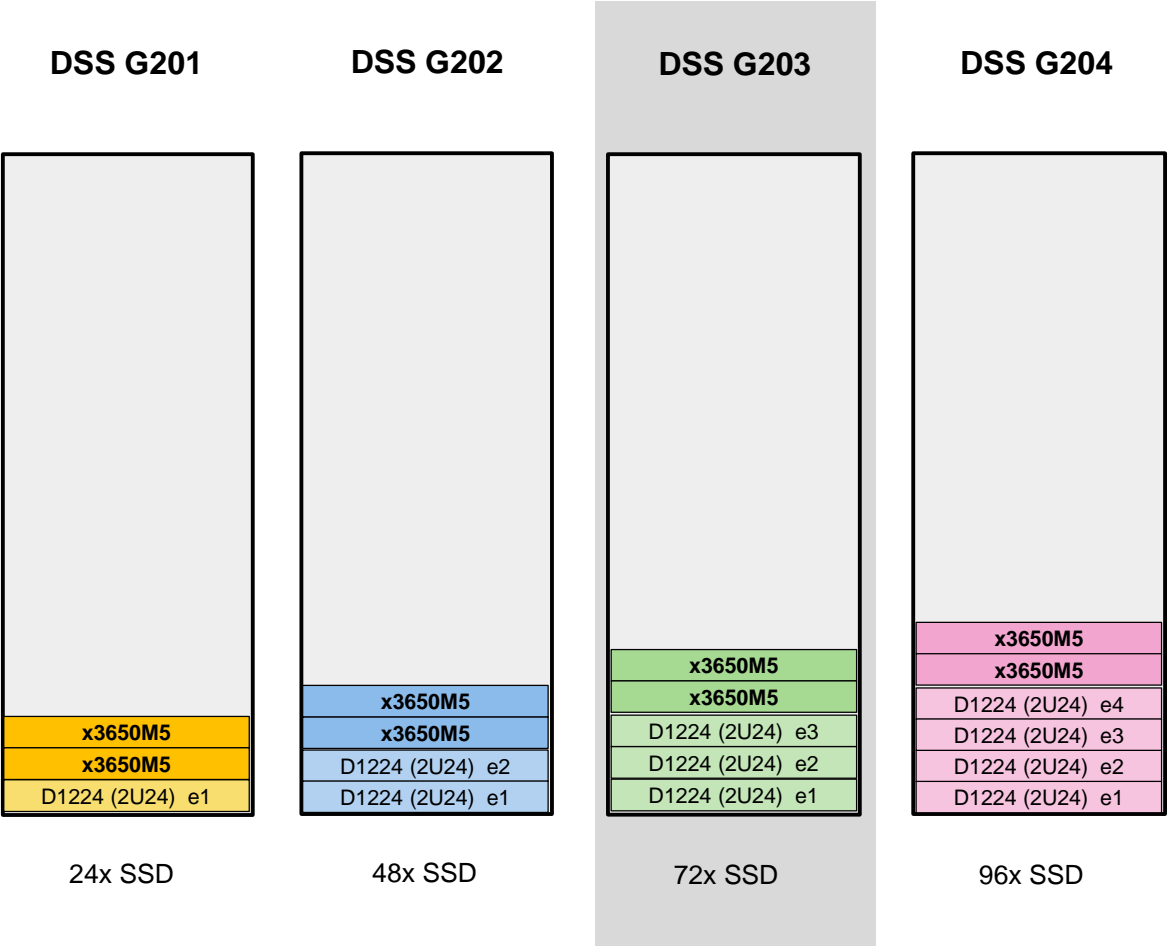 DSS G201
x3650M5
x3650M5
D1224 (2U24) e1
24x SSD
DSS G202
x3650M5
x3650M5
D1224 (2U24) e2
D1224 (2U24) e1
48x SSD
DSS G203
x3650M5
x3650M5
D1224 (2U24) e3
D1224 (2U24) e2
D1224 (2U24) e1
72x SSD
DSS G204
x3650M5
x3650M5
D1224 (2U24) e4
D1224 (2U24) e3
D1224 (2U24) e2
D1224 (2U24) e1
96x SSD